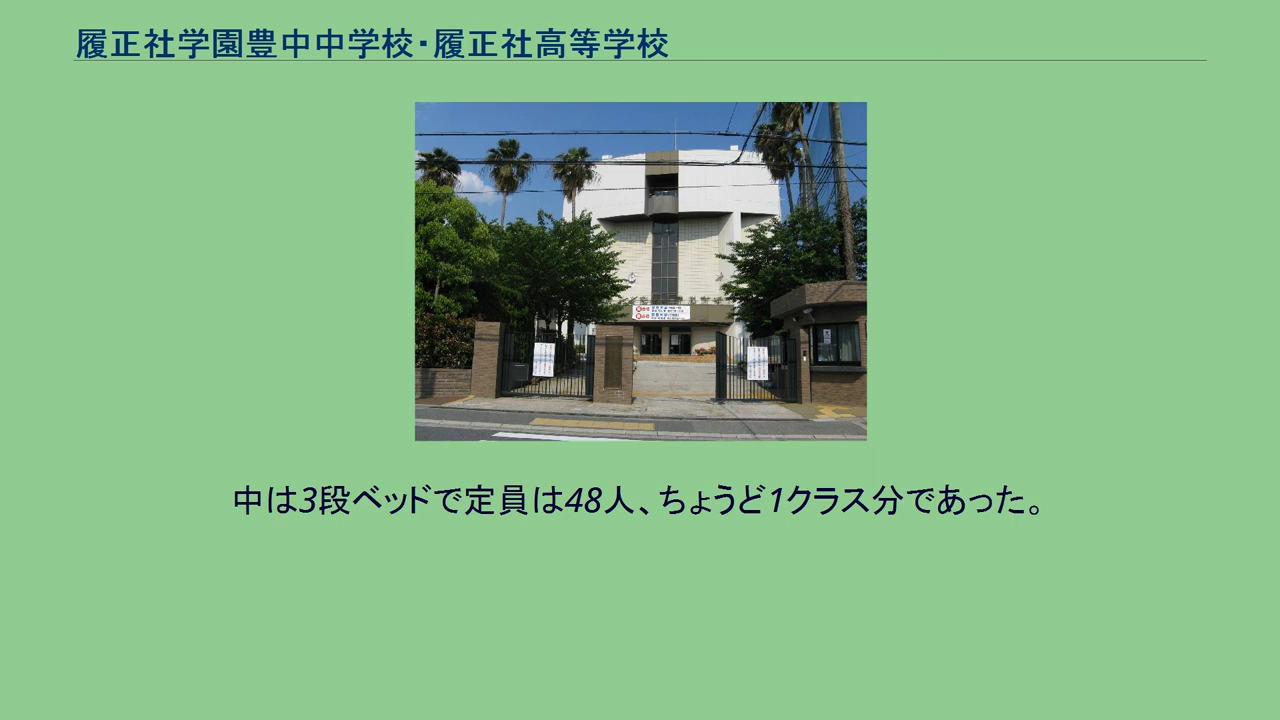 履正社学園豊中中学校・履正社高等学校
中は3段ベッドで定員は48人、ちょうど1クラス分であった。